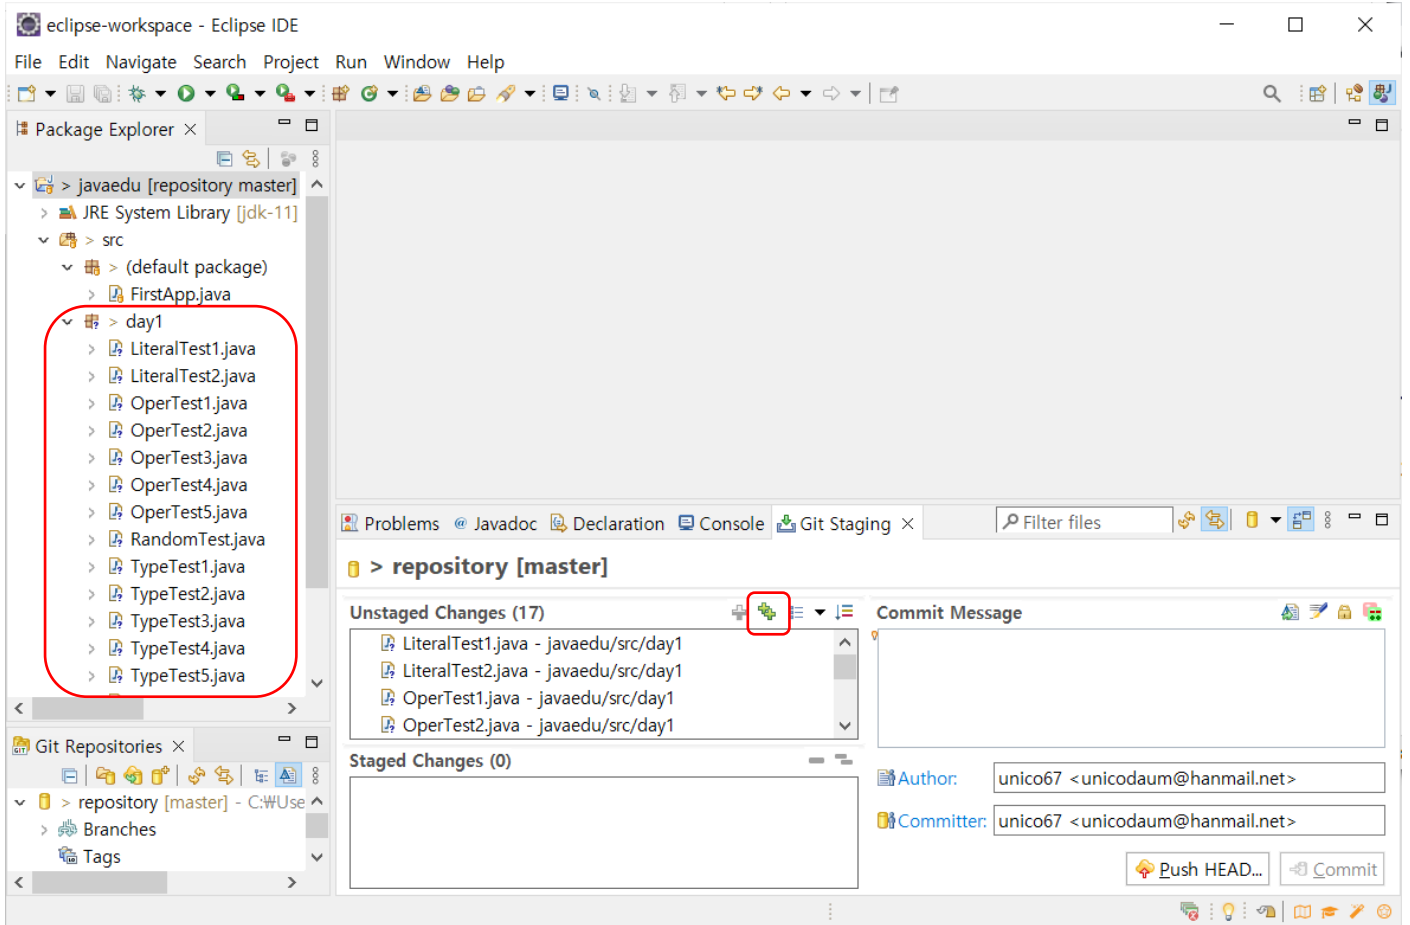 eclipse-workspace - Eclipse IDE
File Edit Navigate Search Project Run Window Help
Package Explorer
> javaedu [repository master]
JRE System Library [jdk-11]
> src
> (default package)
FirstApp.java
> day1
LiteralTest1.java
LiteralTest2.java
OperTest1.java
OperTest2.java
OperTest3.java
OperTest4.java
OperTest5.java
RandomTest.java
TypeTest1.java
TypeTest2.java
TypeTest3.java
TypeTest4.java
TypeTest5.java
Git Repositories
> repository [master] - C:₩Use
Branches
Tags
Problems @ Javadoc Declaration Console Git Staging
Filter files
> repository [master]
Unstaged Changes (17)
LiteralTest1.java - javaedu/src/day1
LiteralTest2.java - javaedu/src/day1
OperTest1.java - javaedu/src/day1
OperTest2.java - javaedu/src/day1
Staged Changes (0)
Commit Message
Author: unico67 <unicodaum@hanmail.net>
Committer: unico67 <unicodaum@hanmail.net>
Push HEAD... Commit